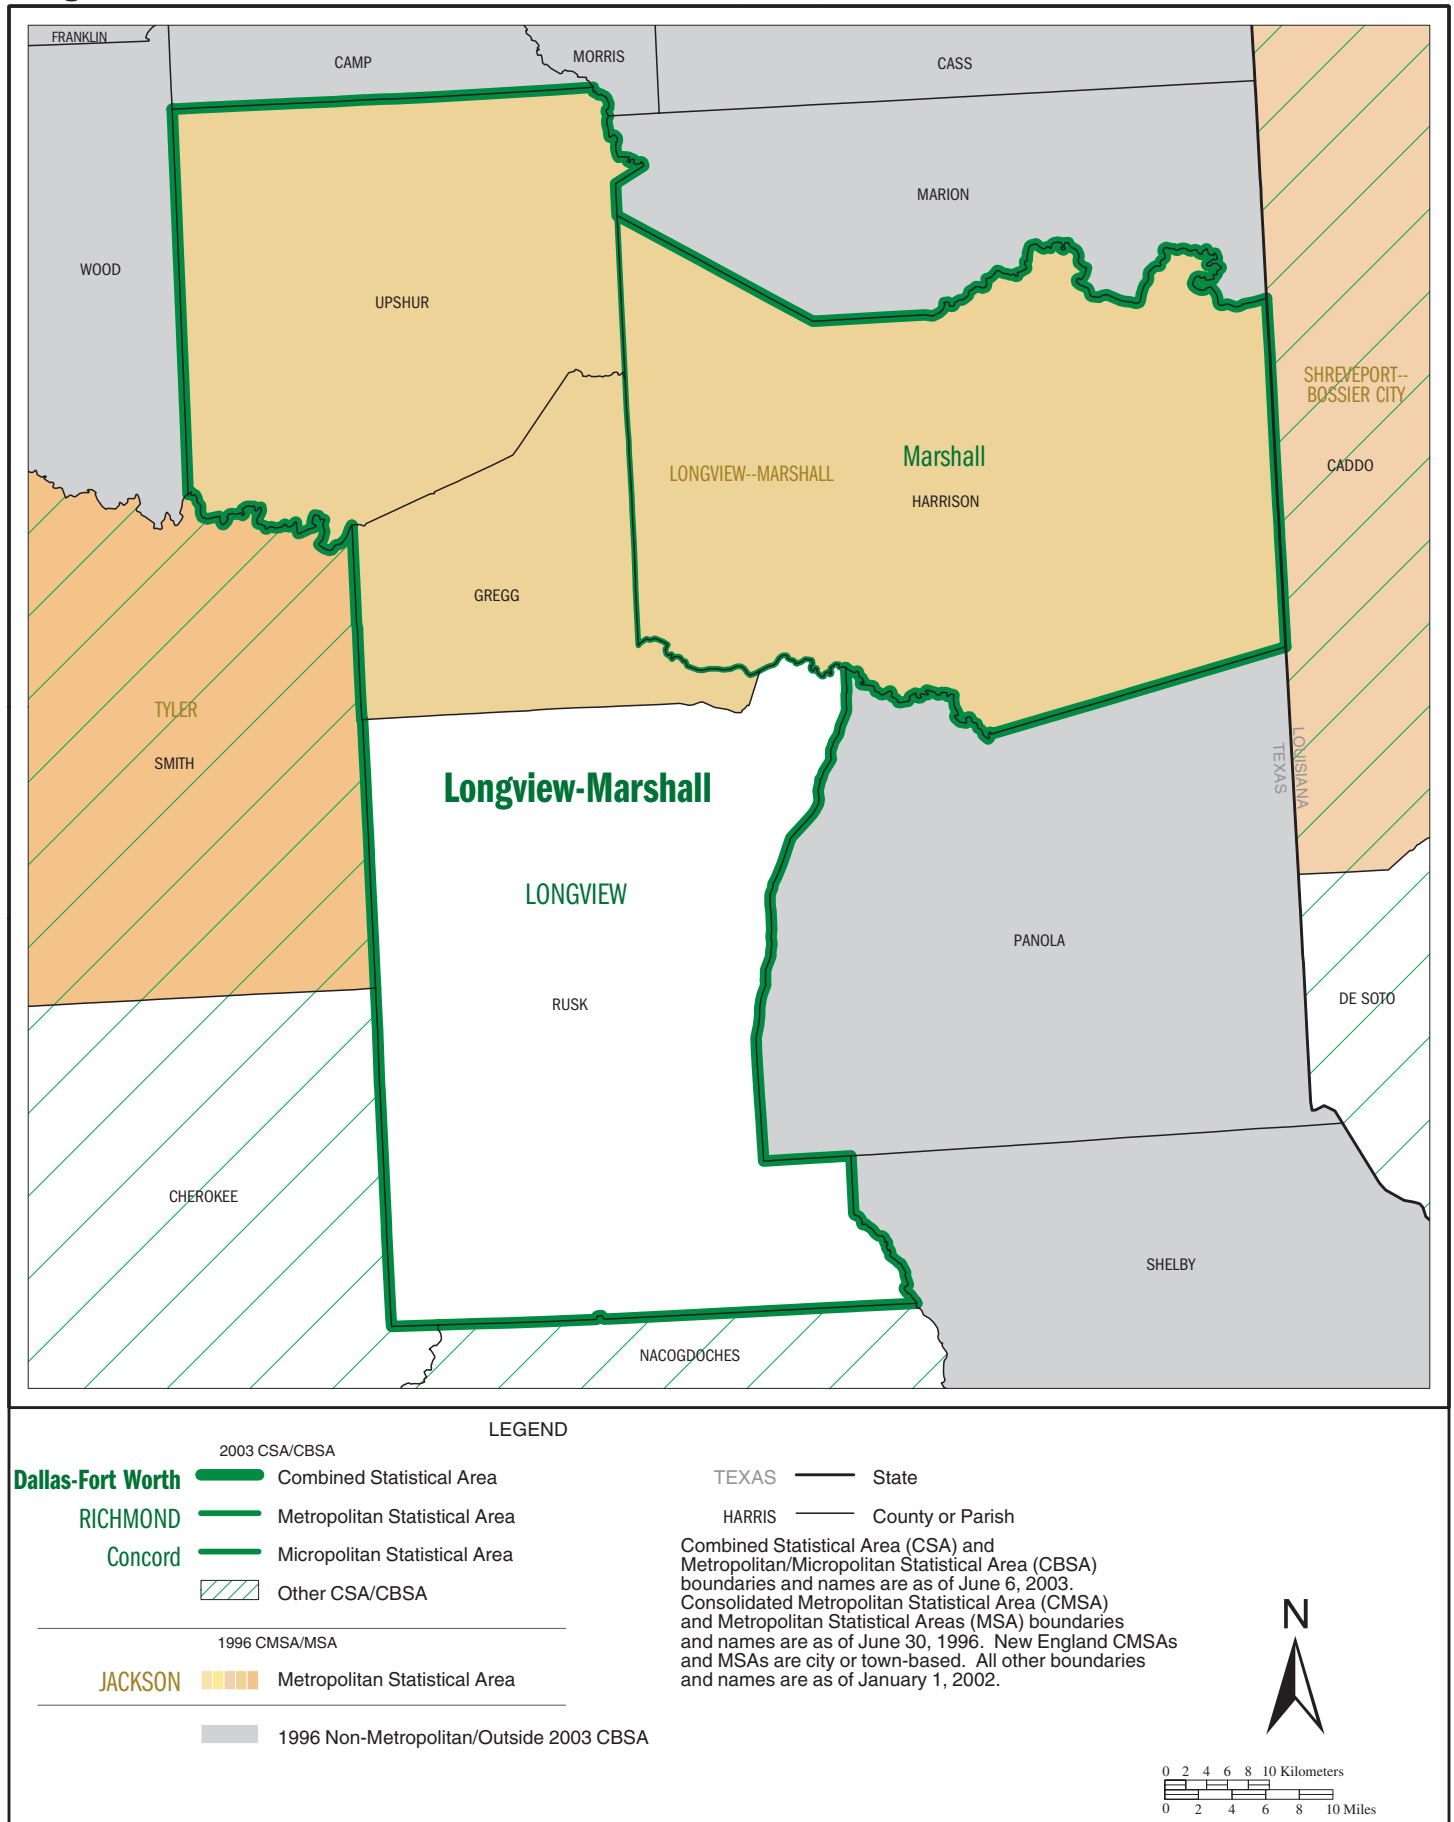 FRANKLIN
CAMP
MORRIS
CASS
MARION
WOOD
UPSHUR
SHREVEPORT--
BOSSIER CITY
Marshall
LONGVIEW--MARSHALL
CADDO
HARRISON
GREGG
TYLER
SMITH
LOUISIANA
TEXAS
Longview-Marshall
LONGVIEW
PANOLA
RUSK
DE SOTO
CHEROKEE
SHELBY
NACOGDOCHES
LEGEND
2003 CSA/CBSA
Dallas-Fort Worth Combined Statistical Area
RICHMOND Metropolitan Statistical Area
Concord Micropolitan Statistical Area
Other CSA/CBSA
1996 CMSA/MSA
JACKSON Metropolitan Statistical Area
1996 Non-Metropolitan/Outside 2003 CBSA
TEXAS State
HARRIS County or Parish
Combined Statistical Area (CSA) and
Metropolitan/Micropolitan Statistical Area (CBSA)
boundaries and names are as of June 6, 2003.
Consolidated Metropolitan Statistical Area (CMSA)
and Metropolitan Statistical Areas (MSA) boundaries
and names are as of June 30, 1996. New England CMSAs
and MSAs are city or town-based. All other boundaries
and names are as of January 1, 2002.
N
0 2 4 6 8 10 Kilometers
0 2 4 6 8 10 Miles